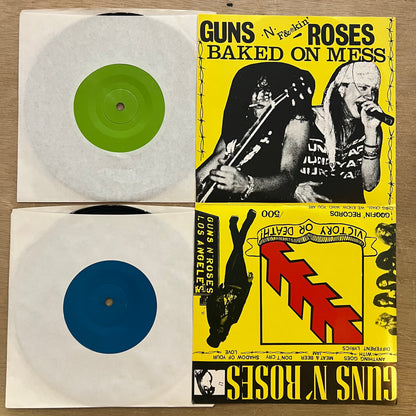 GUNS ·N· F&@kin' ROSES
BAKED ON MESS
GOOFIN' RECORDS
/500
VICTORY OR DEATH!
GUNS N' ROSES
LOS ANGELES
ANYTHING GOES
WITH
DIFFERENT LYRICS
MEAT & BEER
JAM
DON'T CRY
SHADOW OF YOUR
LOVE
GUNS N' ROSES